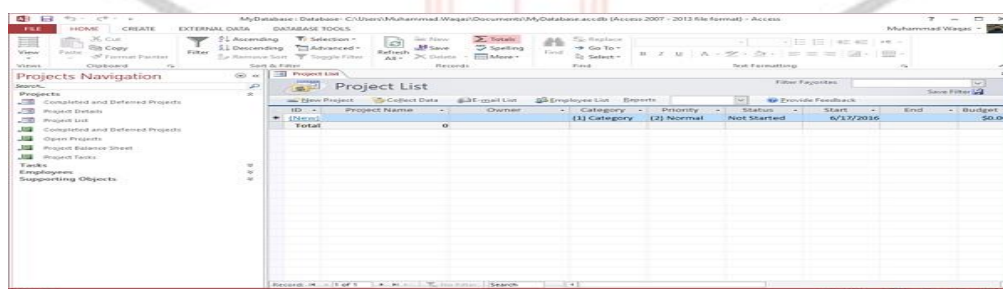 MyDatabase : Database- C:\Users\Muhammad Waqas\Documents\MyDatabase.accdb (Access 2007 - 2013 file format) - Access
FILE HOME CREATE EXTERNAL DATA DATABASE TOOLS Muhammad Waqas
View Paste Cut Copy Format Painter Filter Ascending Descending Remove Sort Selection Advanced Toggle Filter Refresh All New Save Delete Totals Spelling More Find Replace Go To Select
Views Clipboard Sort & Filter Records Find Text Formatting
Projects Navigation
Search...
Projects
Completed and Deferred Projects
Project Details
Project List
Completed and Deferred Projects
Open Projects
Project Balance Sheet
Project Tasks
Tasks
Employees
Supporting Objects
Project List
Project List Filter Favorites Save Filter
New Project Collect Data E-mail List Employee List Reports Provide Feedback
ID Project Name Owner Category Priority Status Start End Budget
(New) (1) Category (2) Normal Not Started 6/17/2016 $0.0
Total 0
Record: 1 of 1 No Filter Search